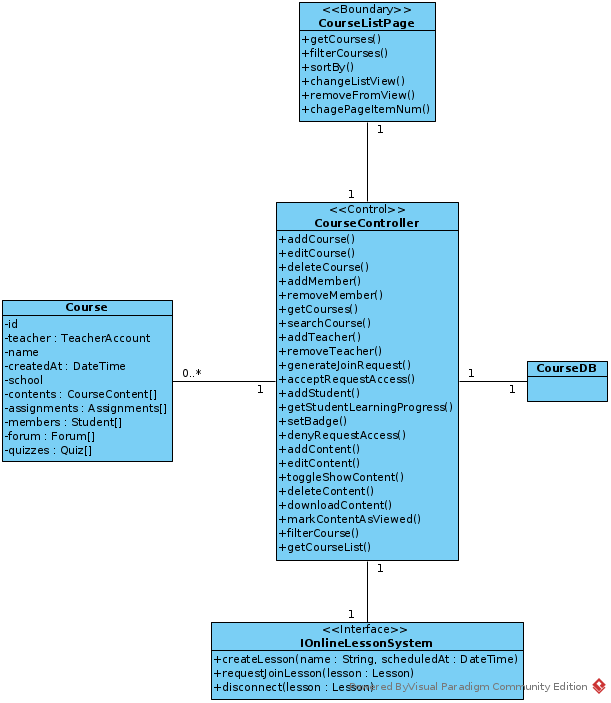 <<Boundary>>
CourseListPage
+getCourses()
+filterCourses()
+sortBy()
+changeListView()
+removeFromView()
+chagePageItemNum()
1
1
<<Control>>
CourseController
+addCourse()
+editCourse()
+deleteCourse()
+addMember()
+removeMember()
+getCourses()
+searchCourse()
+addTeacher()
+removeTeacher()
+generateJoinRequest()
+acceptRequestAccess()
+addStudent()
+getStudentLearningProgress()
+setBadge()
+denyRequestAccess()
+addContent()
+editContent()
+toggleShowContent()
+deleteContent()
+downloadContent()
+markContentAsViewed()
+filterCourse()
+getCourseList()
Course
-id
-teacher : TeacherAccount
-name
-createdAt : DateTime
-school
-contents : CourseContent[]
-assignments : Assignments[]
-members : Student[]
-forum : Forum[]
-quizzes : Quiz[]
0..*
1
1
1
CourseDB
1
1
<<Interface>>
IOnlineLessonSystem
+createLesson(name : String, scheduledAt : DateTime)
+requestJoinLesson(lesson : Lesson)
+disconnect(lesson : Lesson)
Powered By Visual Paradigm Community Edition